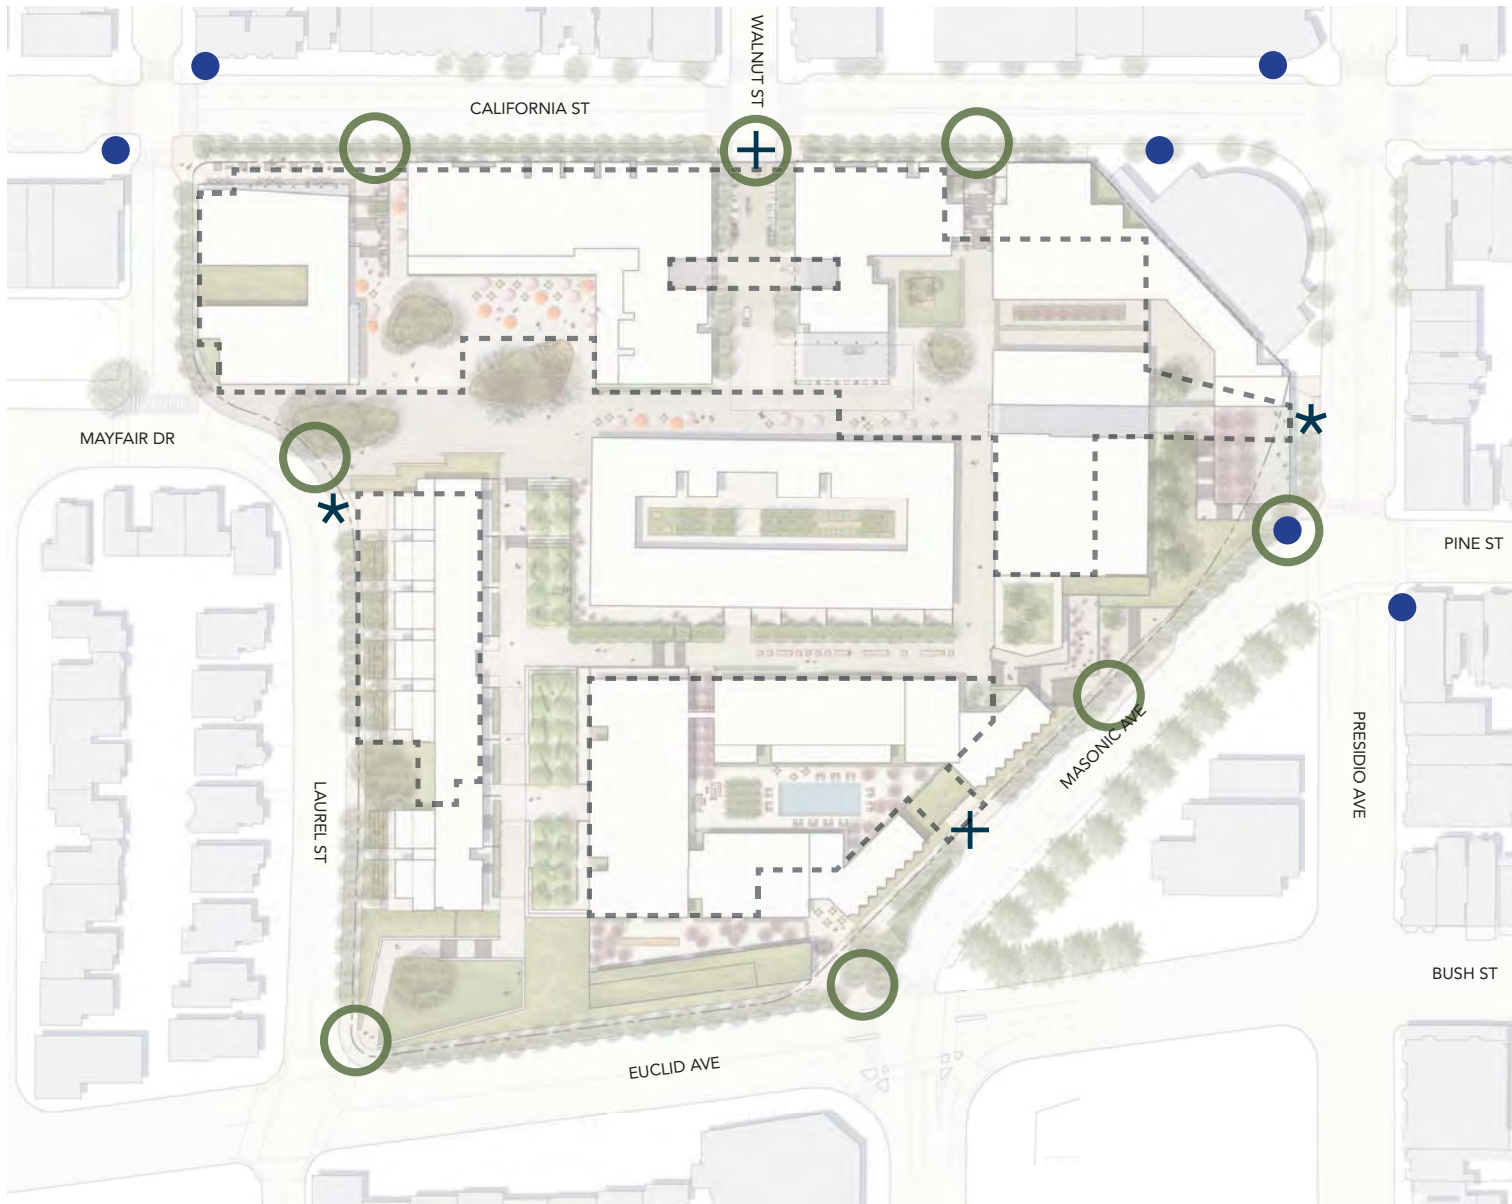 WALNUT ST
CALIFORNIA ST
MAYFAIR DR
PINE ST
MASONIC AVE
PRESIDIO AVE
LAUREL ST
BUSH ST
EUCLID AVE